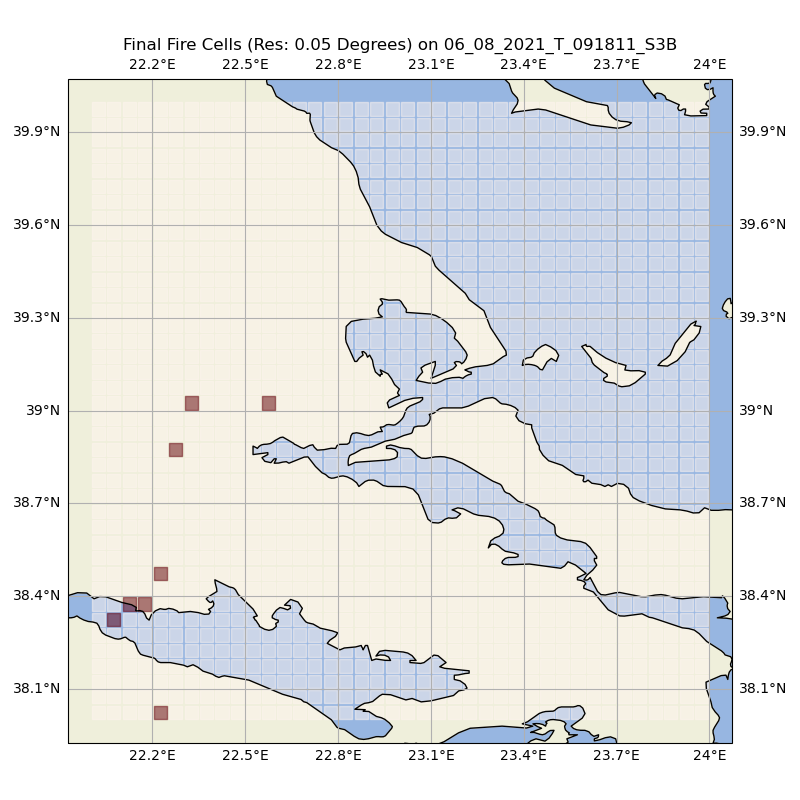 Final Fire Cells (Res: 0.05 Degrees) on 06_08_2021_T_091811_S3B
22.2°E 22.5°E 22.8°E 23.1°E 23.4°E 23.7°E 24°E
39.9°N 39.9°N
39.6°N 39.6°N
39.3°N 39.3°N
39°N 39°N
38.7°N 38.7°N
38.4°N 38.4°N
38.1°N 38.1°N
22.2°E 22.5°E 22.8°E 23.1°E 23.4°E 23.7°E 24°E